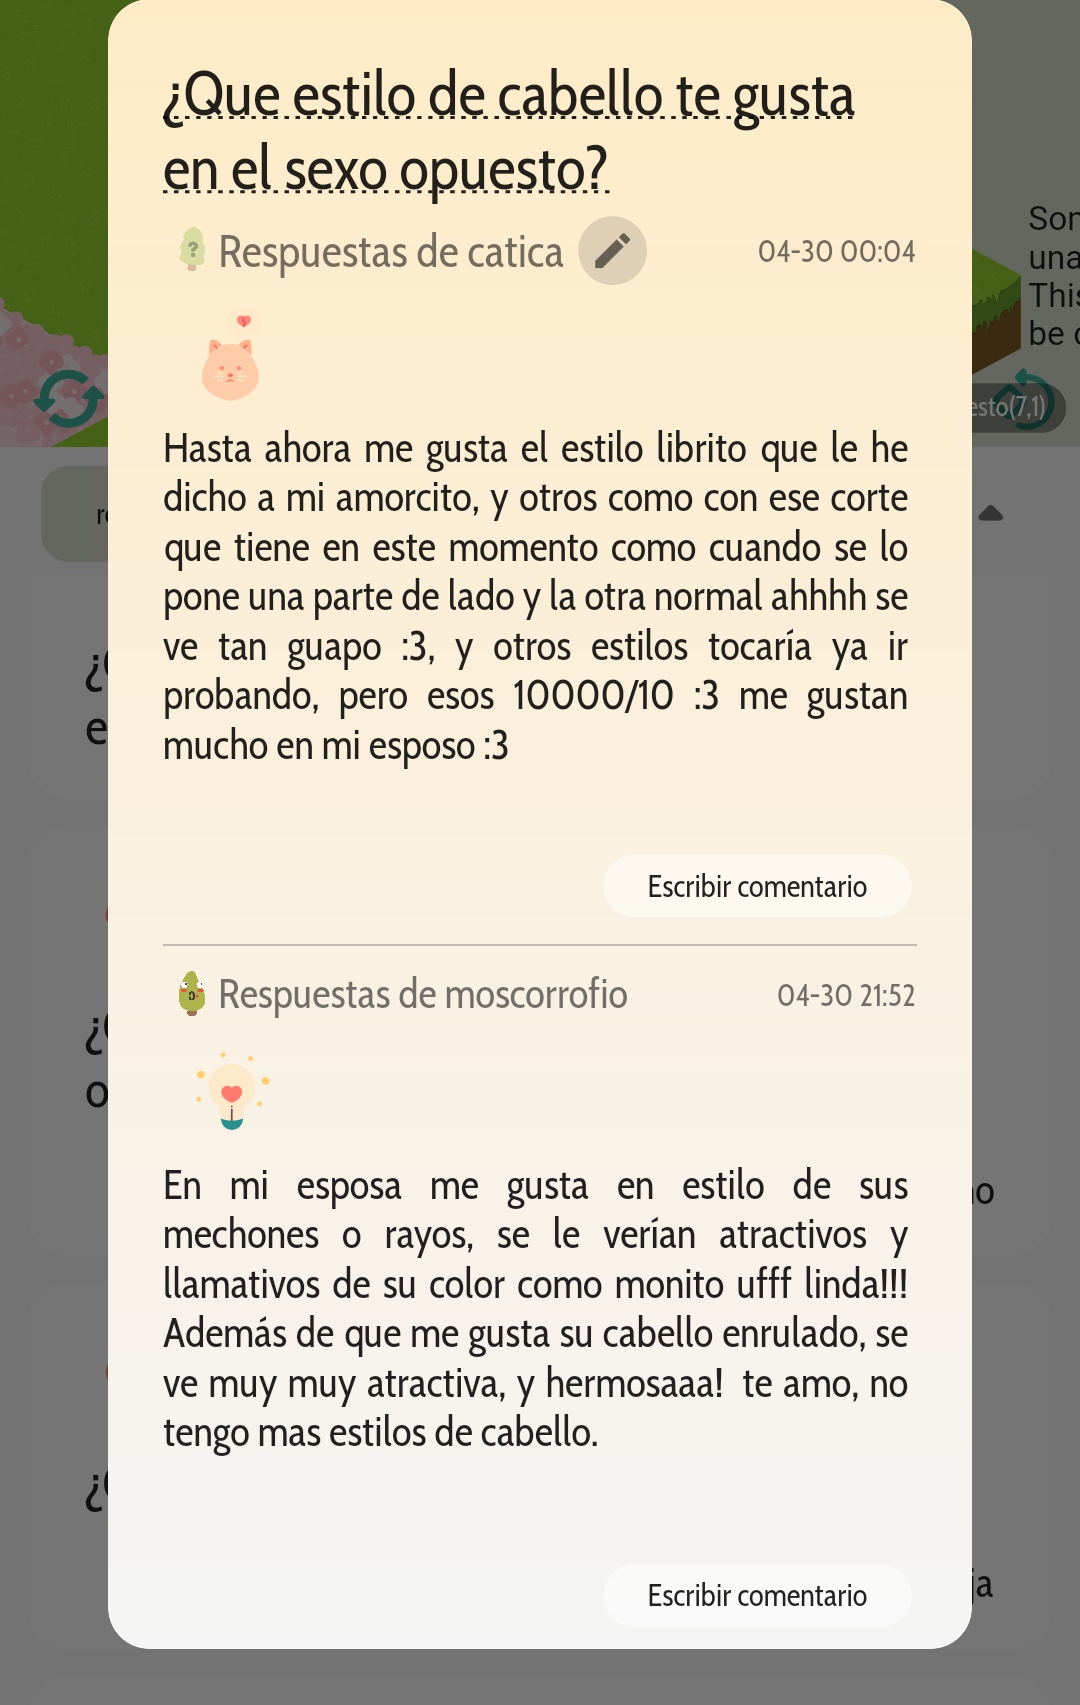 ¿Que estilo de cabello te gusta
en el sexo opuesto?
Respuestas de catica
04-30 00:04
Hasta ahora me gusta el estilo librito que le he
dicho a mi amorcito, y otros como con ese corte
que tiene en este momento como cuando se lo
pone una parte de lado y la otra normal ahhhh se
ve tan guapo :3, y otros estilos tocaría ya ir
probando, pero esos 10000/10 :3 me gustan
mucho en mi esposo :3
Escribir comentario
Respuestas de moscorrofio
04-30 21:52
En mi esposa me gusta en estilo de sus
mechones o rayos, se le verían atractivos y
llamativos de su color como monito ufff linda!!!
Además de que me gusta su cabello enrulado, se
ve muy muy atractiva, y hermosaaa! te amo, no
tengo mas estilos de cabello.
Escribir comentario
una
This
be
esto(7,1)